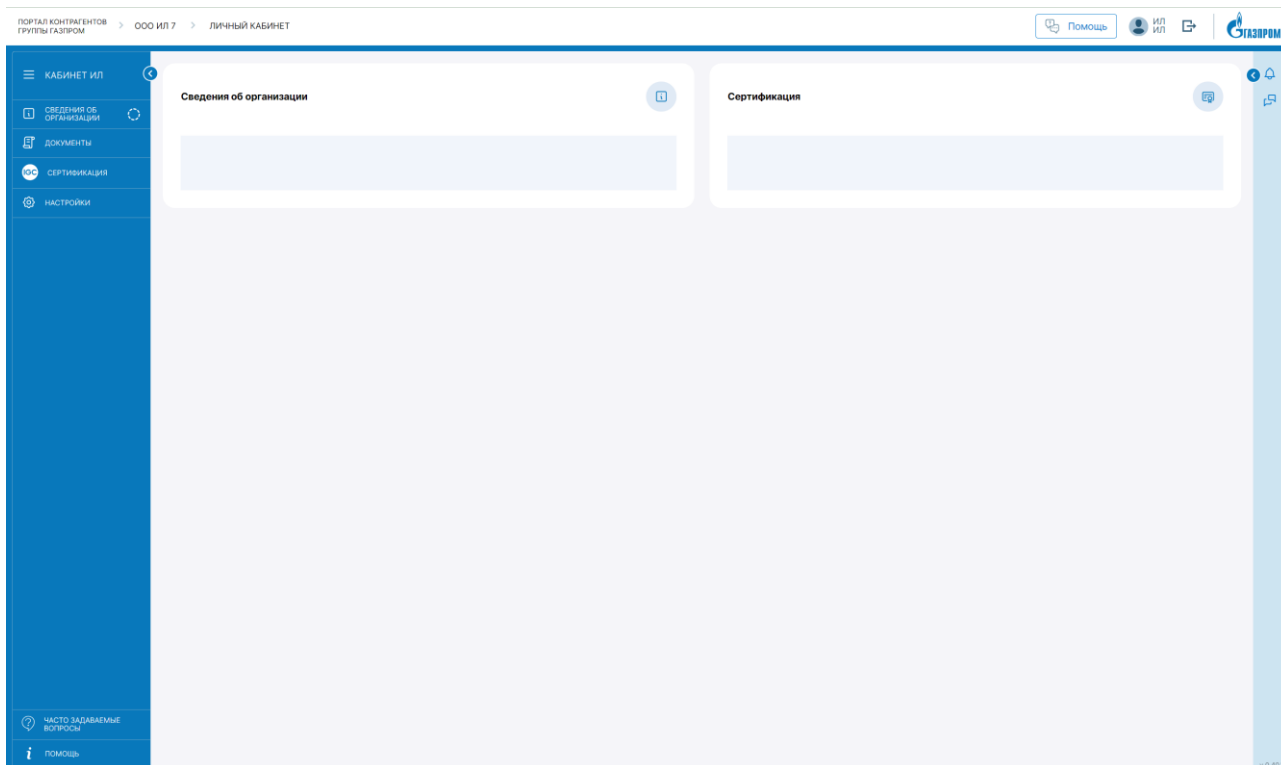 ПОРТАЛ КОНТРАГЕНТОВ
ГРУППЫ ГАЗПРОМ
> ООО ИЛ 7 > ЛИЧНЫЙ КАБИНЕТ
Помощь
ИЛ
ИЛ
ГАЗПРОМ
КАБИНЕТ ИЛ
СВЕДЕНИЯ ОБ
ОРГАНИЗАЦИИ
ДОКУМЕНТЫ
IGC СЕРТИФИКАЦИЯ
НАСТРОЙКИ
Сведения об организации
Сертификация
ЧАСТО ЗАДАВАЕМЫЕ
ВОПРОСЫ
ПОМОЩЬ